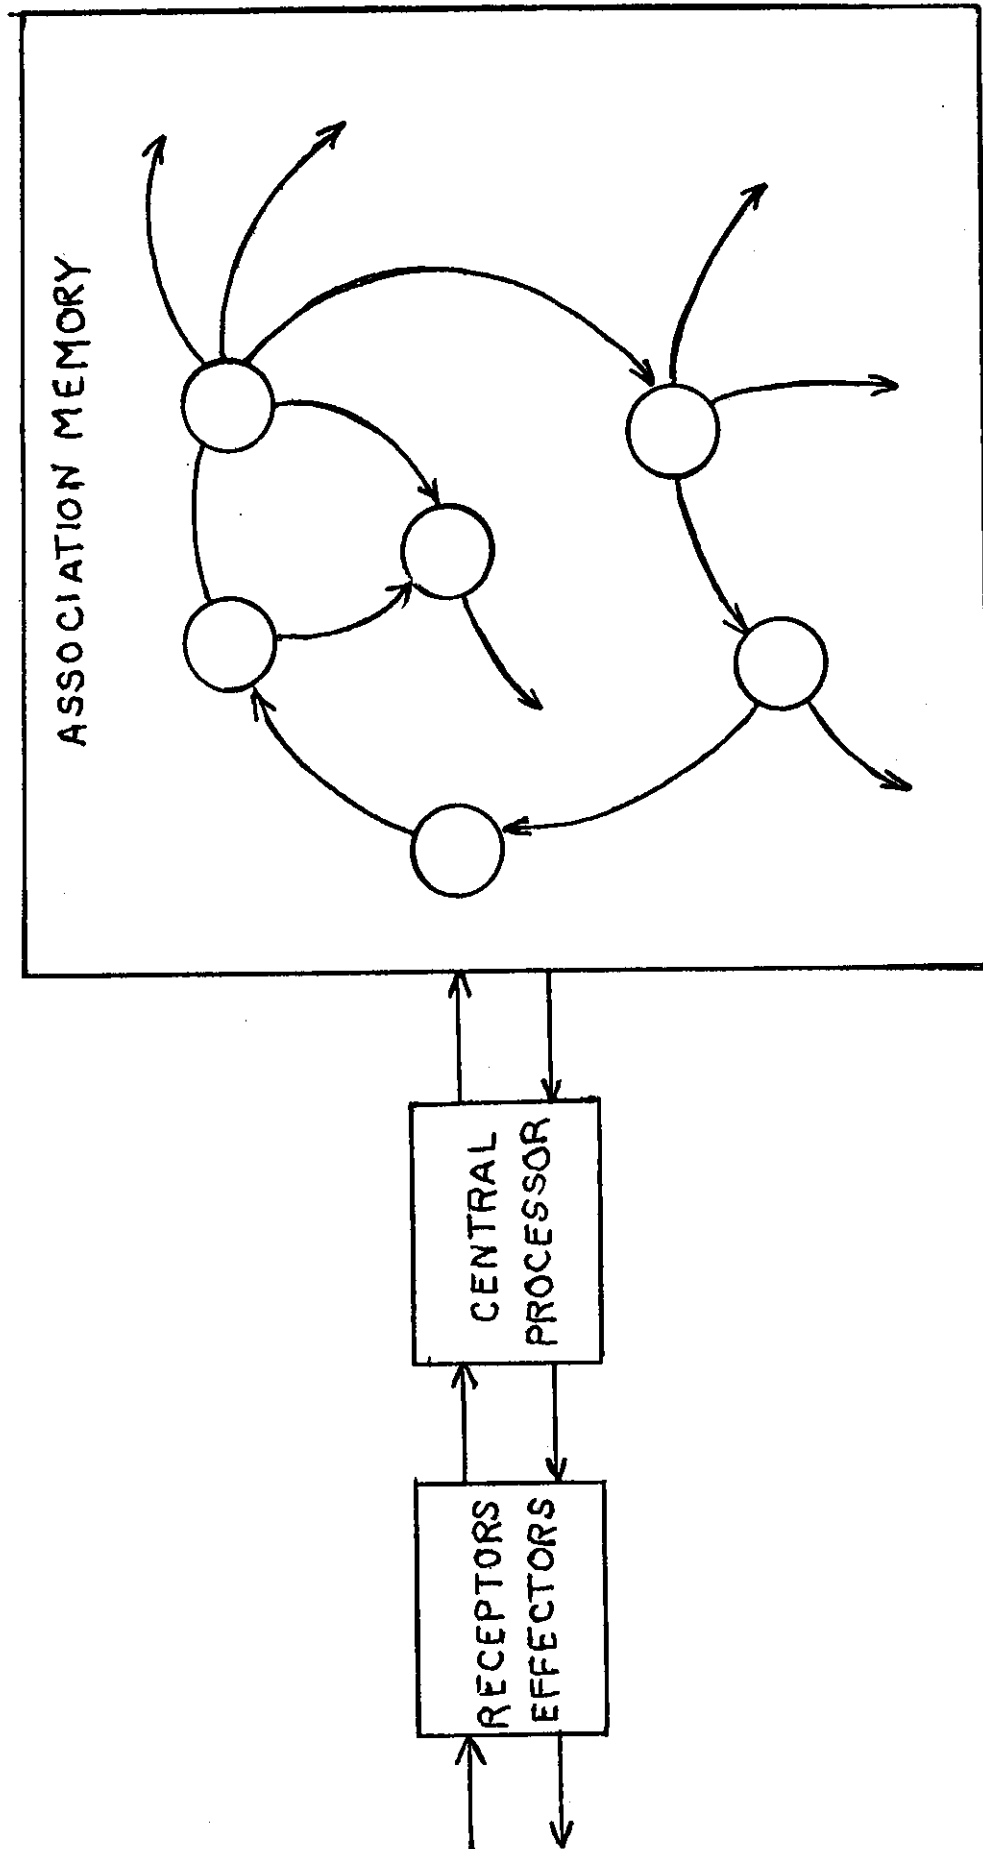 ASSOCIATION MEMORY
CENTRAL
PROCESSOR
RECEPTORS
EFFECTORS